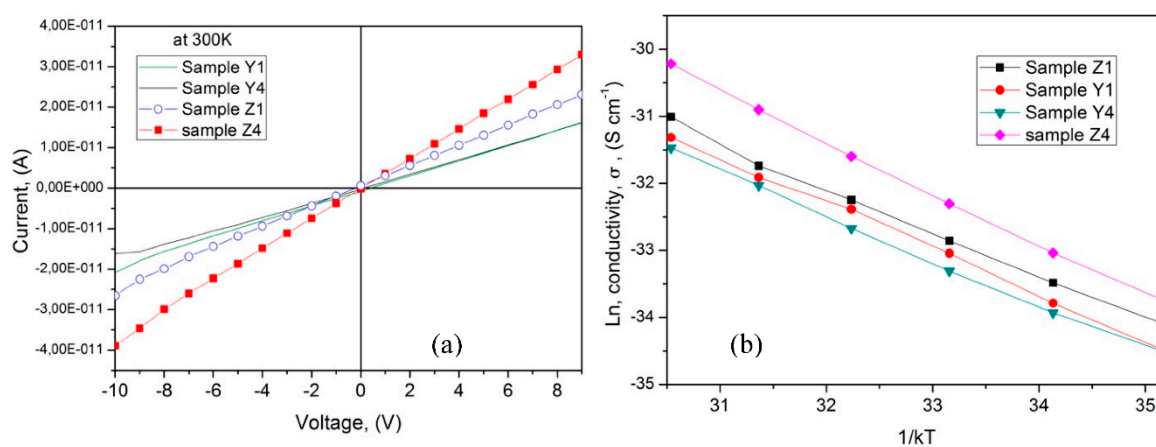 at 300K
Sample Y1
Sample Y4
Sample Z1
sample Z4
4,00E-011
3,00E-011
2,00E-011
1,00E-011
0,00E+000
-1,00E-011
-2,00E-011
-3,00E-011
-4,00E-011
Current, (A)
-10 -8 -6 -4 -2 0 2 4 6 8
Voltage, (V)
(a)
Sample Z1
Sample Y1
Sample Y4
sample Z4
-30
-31
-32
-33
-34
-35
Ln, conductivity, σ, (S cm⁻¹)
31 32 33 34 35
1/kT
(b)